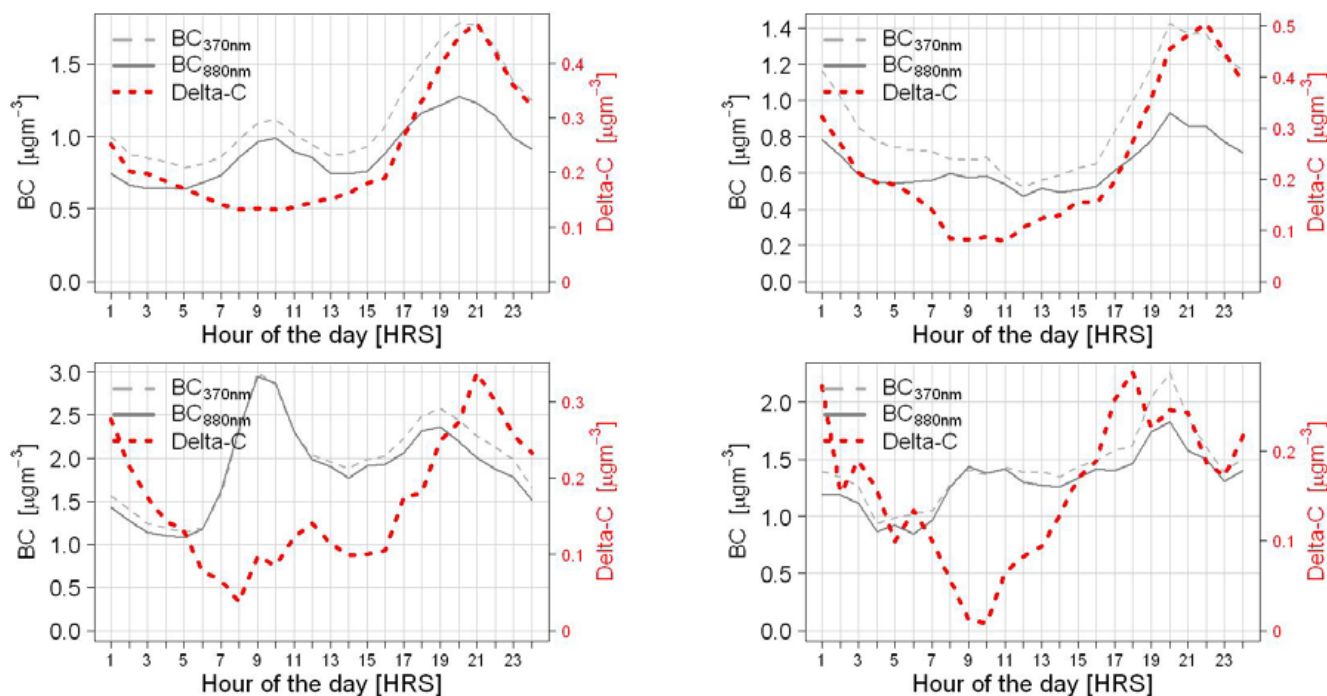 BC370nm
BC880nm
Delta-C
BC [μgm−3]
0.0
0.5
1.0
1.5
Delta-C [μgm−3]
0
0.1
0.2
0.3
0.4
1 3 5 7 9 11 13 15 17 19 21 23
Hour of the day [HRS]
BC370nm
BC880nm
Delta-C
BC [μgm−3]
0.0
0.2
0.4
0.6
0.8
1.0
1.2
1.4
Delta-C [μgm−3]
0
0.1
0.2
0.3
0.4
0.5
1 3 5 7 9 11 13 15 17 19 21 23
Hour of the day [HRS]
BC370nm
BC880nm
Delta-C
BC [μgm−3]
0.0
0.5
1.0
1.5
2.0
2.5
3.0
Delta-C [μgm−3]
0
0.1
0.2
0.3
1 3 5 7 9 11 13 15 17 19 21 23
Hour of the day [HRS]
BC370nm
BC880nm
Delta-C
BC [μgm−3]
0.0
0.5
1.0
1.5
2.0
Delta-C [μgm−3]
0
0.1
0.2
1 3 5 7 9 11 13 15 17 19 21 23
Hour of the day [HRS]